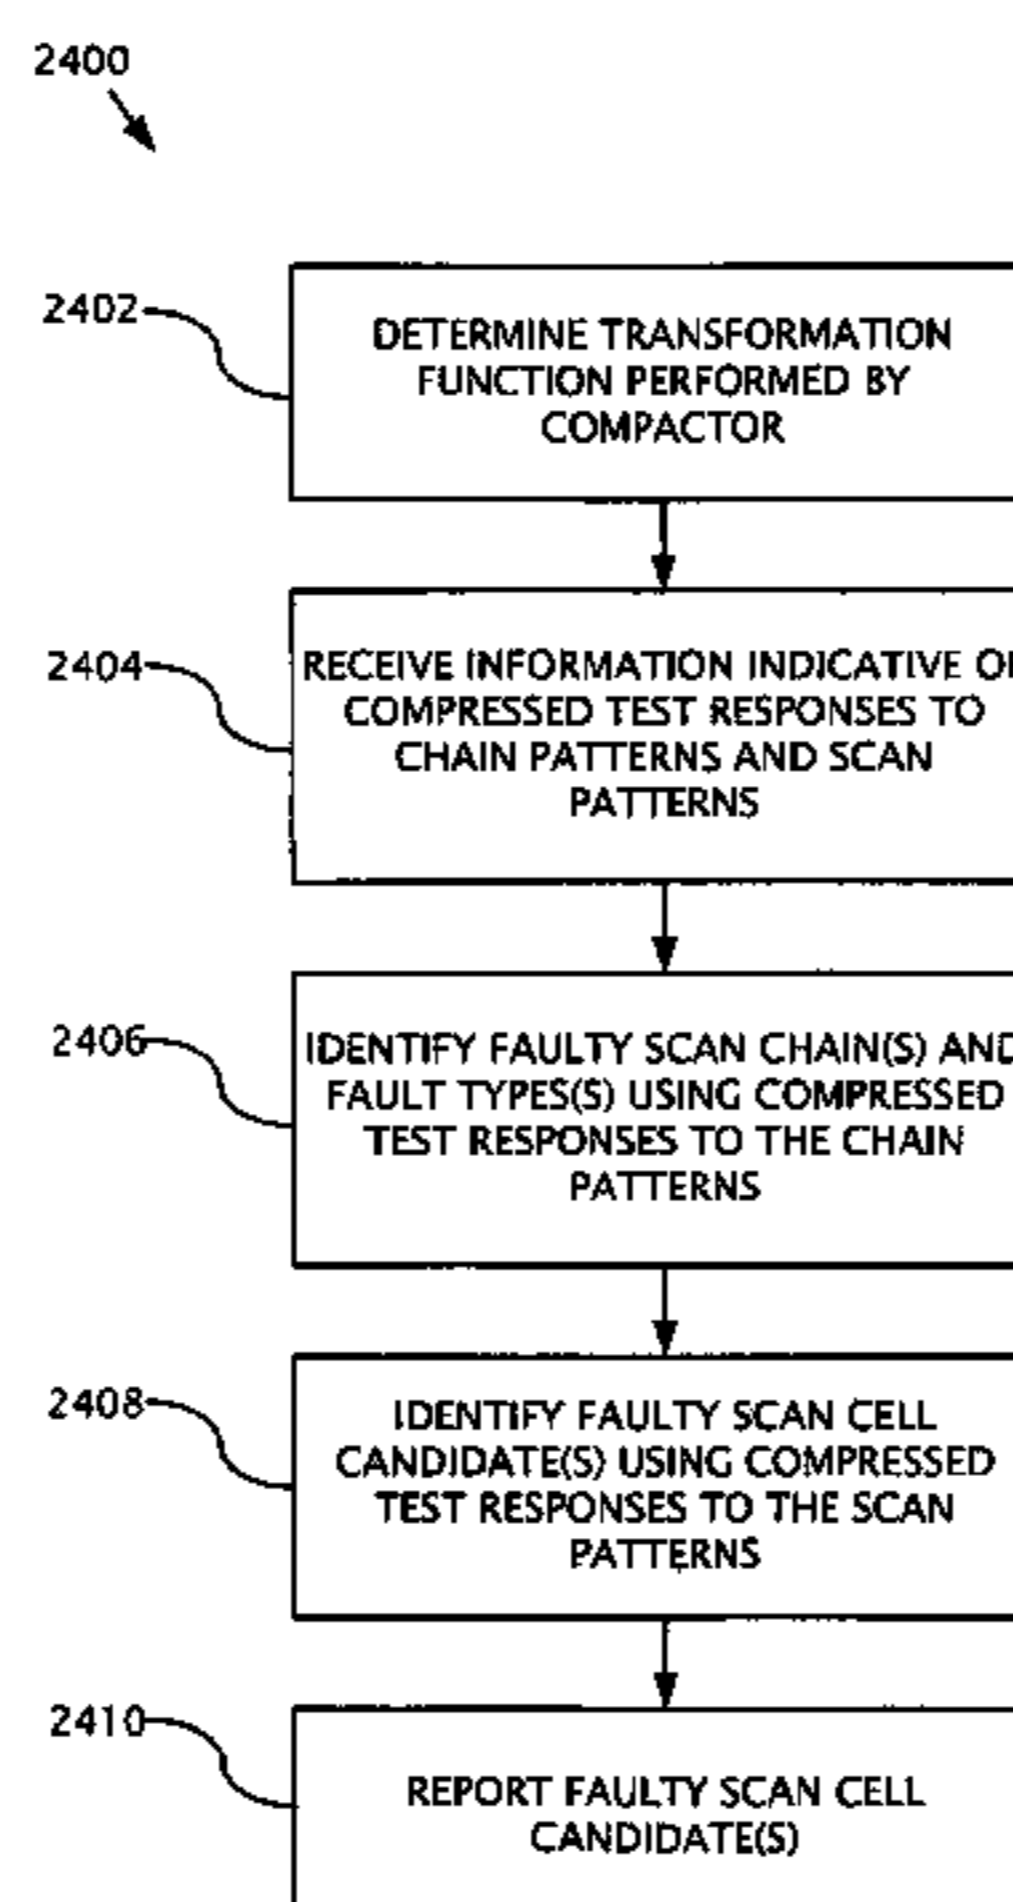 2400
2402
DETERMINE TRANSFORMATION
FUNCTION PERFORMED BY
COMPACTOR
2404
RECEIVE INFORMATION INDICATIVE OF
COMPRESSED TEST RESPONSES TO
CHAIN PATTERNS AND SCAN
PATTERNS
2406
IDENTIFY FAULTY SCAN CHAIN(S) AND
FAULT TYPES(S) USING COMPRESSED
TEST RESPONSES TO THE CHAIN
PATTERNS
2408
IDENTIFY FAULTY SCAN CELL
CANDIDATE(S) USING COMPRESSED
TEST RESPONSES TO THE SCAN
PATTERNS
2410
REPORT FAULTY SCAN CELL
CANDIDATE(S)